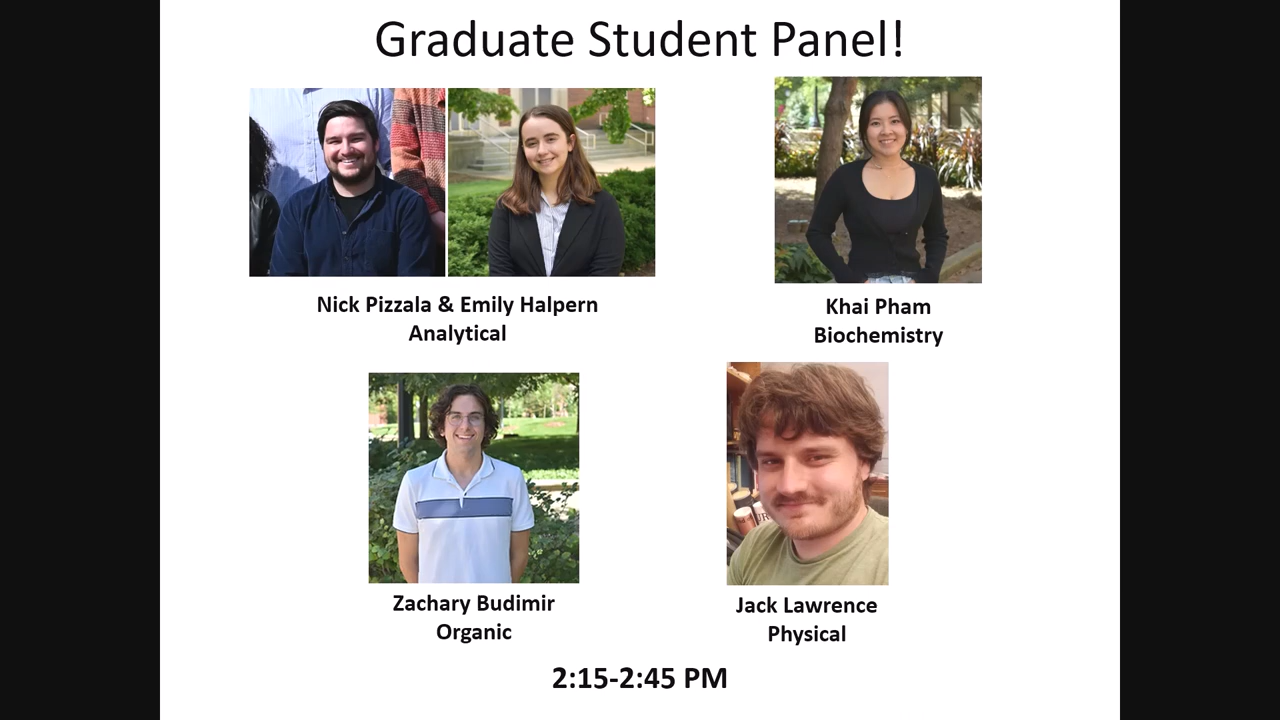 Graduate Student Panel!
Nick Pizzala & Emily Halpern
Analytical
Khai Pham
Biochemistry
Zachary Budimir
Organic
Jack Lawrence
Physical
2:15-2:45 PM